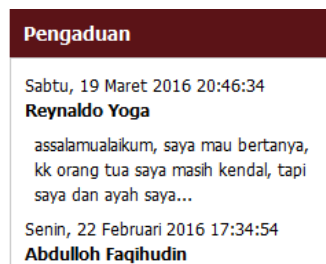 Pengaduan
Sabtu, 19 Maret 2016 20:46:34
Reynaldo Yoga
assalamualaikum, saya mau bertanya,
kk orang tua saya masih kendal, tapi
saya dan ayah saya...
Senin, 22 Februari 2016 17:34:54
Abdulloh Faqihudin